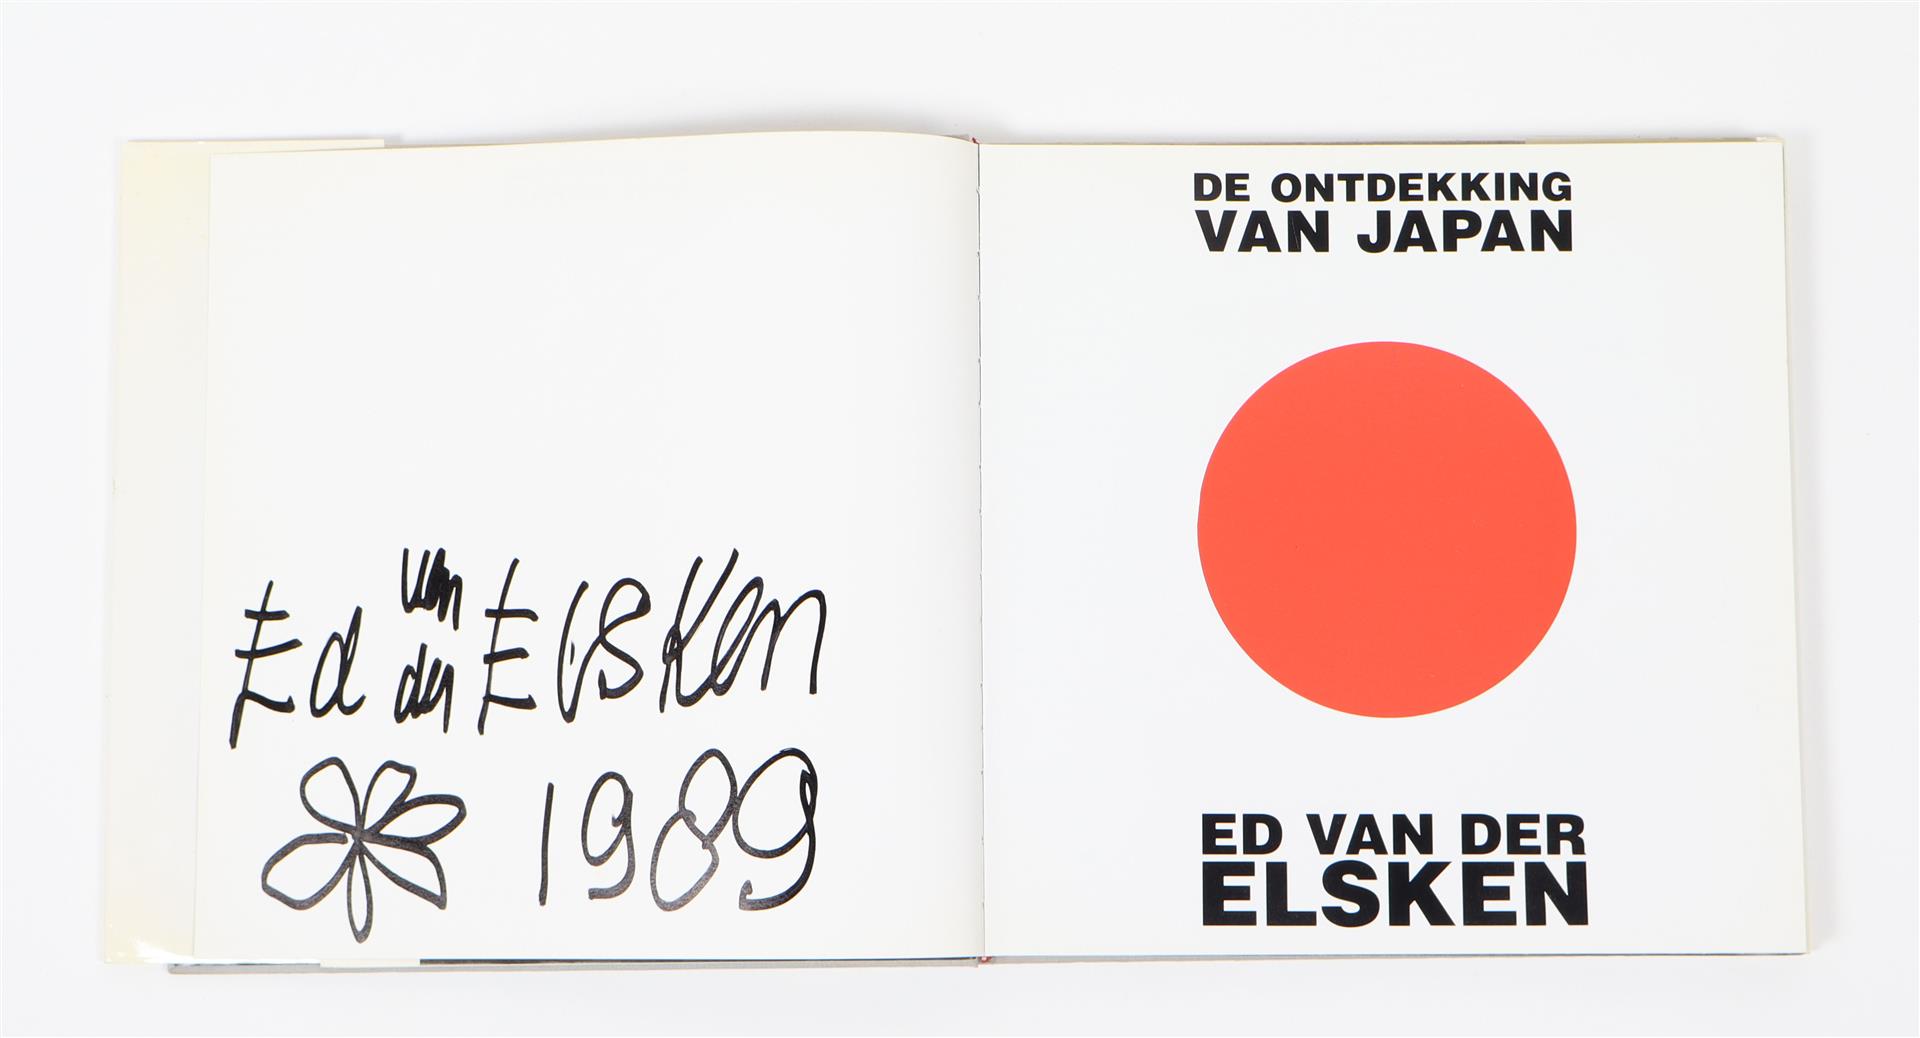 Ed van der Elsken
1989
DE ONTDEKKING
VAN JAPAN
ED VAN DER
ELSKEN